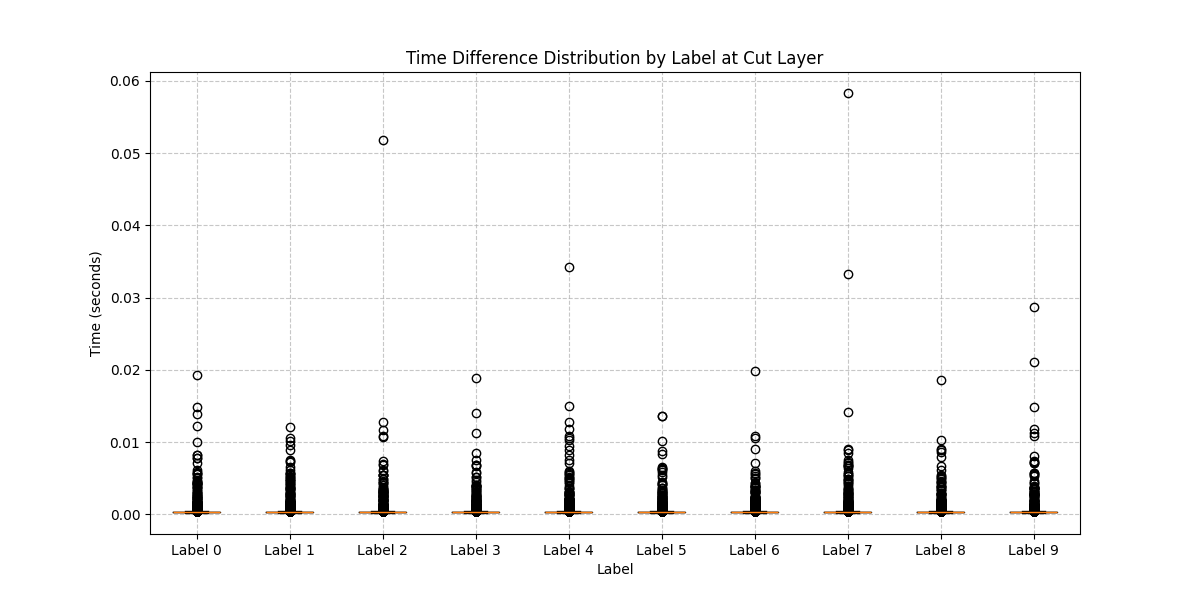 Time Difference Distribution by Label at Cut Layer
Time (seconds)
0.06
0.05
0.04
0.03
0.02
0.01
0.00
Label 0 Label 1 Label 2 Label 3 Label 4 Label 5 Label 6 Label 7 Label 8 Label 9
Label